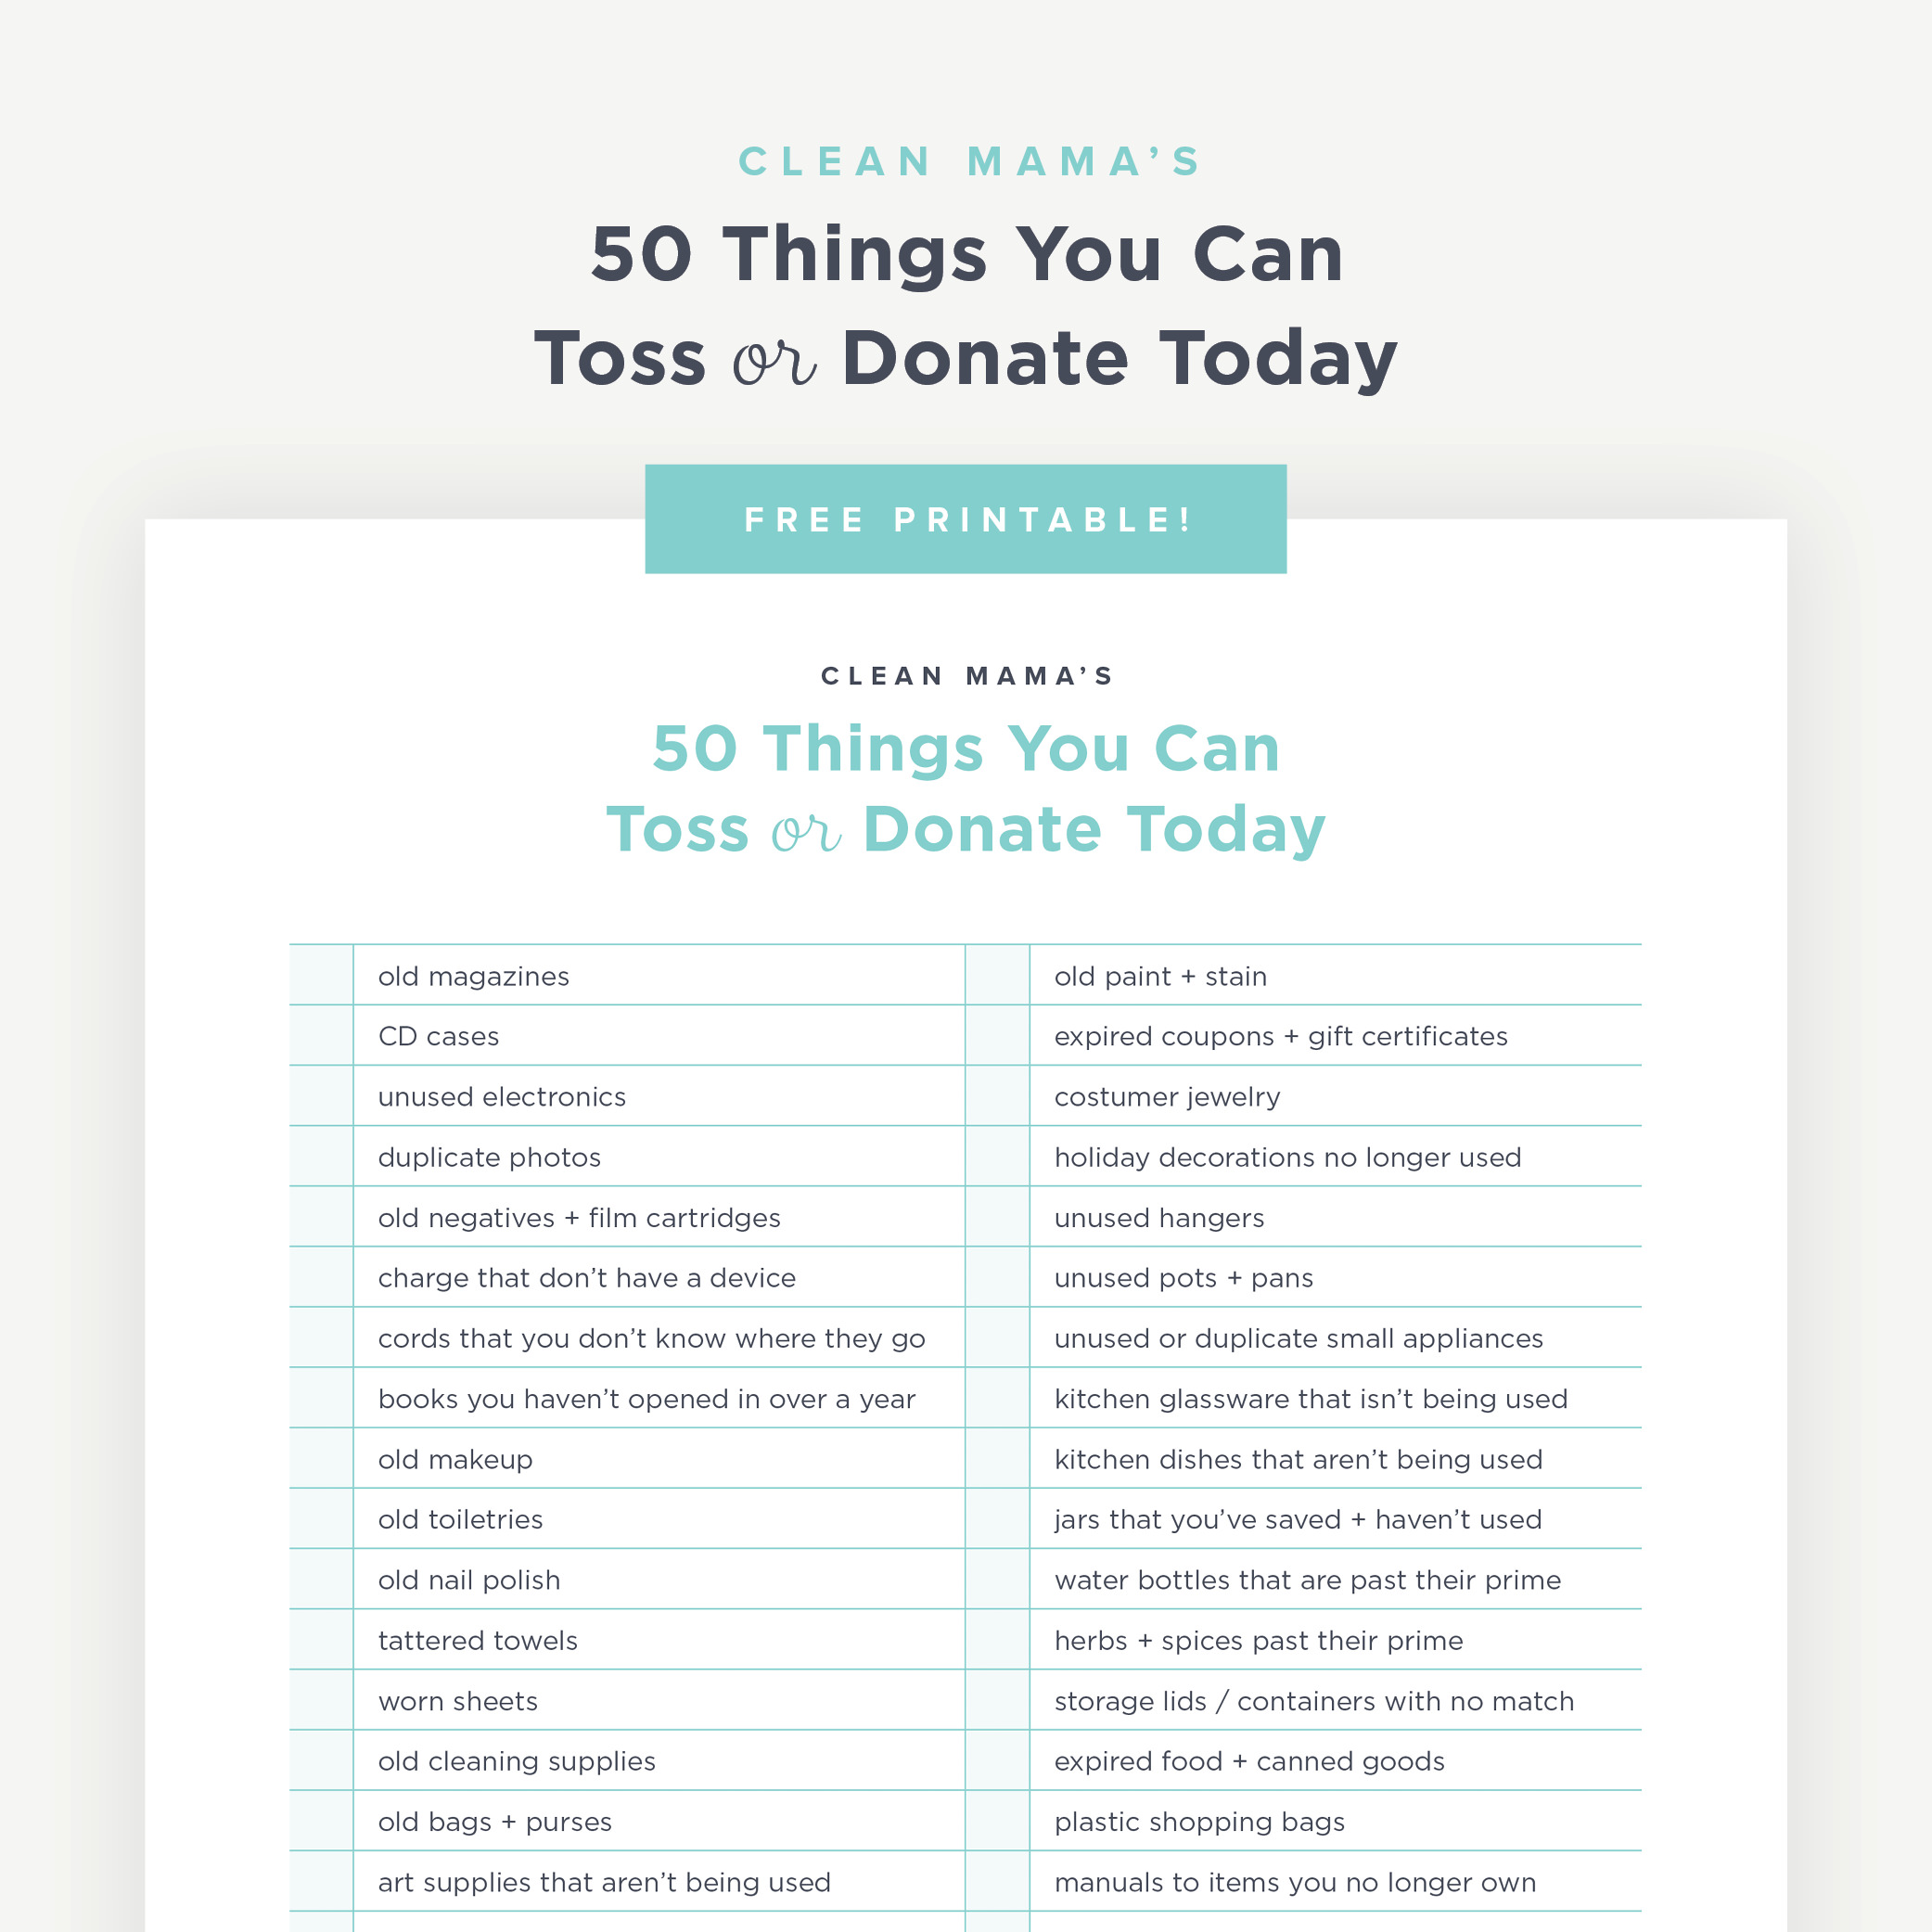 CLEAN MAMA’S
50 Things You Can
Toss or Donate Today
FREE PRINTABLE!
CLEAN MAMA’S
50 Things You Can
Toss or Donate Today
old magazines
CD cases
unused electronics
duplicate photos
old negatives + film cartridges
charge that don’t have a device
cords that you don’t know where they go
books you haven’t opened in over a year
old makeup
old toiletries
old nail polish
tattered towels
worn sheets
old cleaning supplies
old bags + purses
art supplies that aren’t being used
old paint + stain
expired coupons + gift certificates
costumer jewelry
holiday decorations no longer used
unused hangers
unused pots + pans
unused or duplicate small appliances
kitchen glassware that isn’t being used
kitchen dishes that aren’t being used
jars that you’ve saved + haven’t used
water bottles that are past their prime
herbs + spices past their prime
storage lids / containers with no match
expired food + canned goods
plastic shopping bags
manuals to items you no longer own